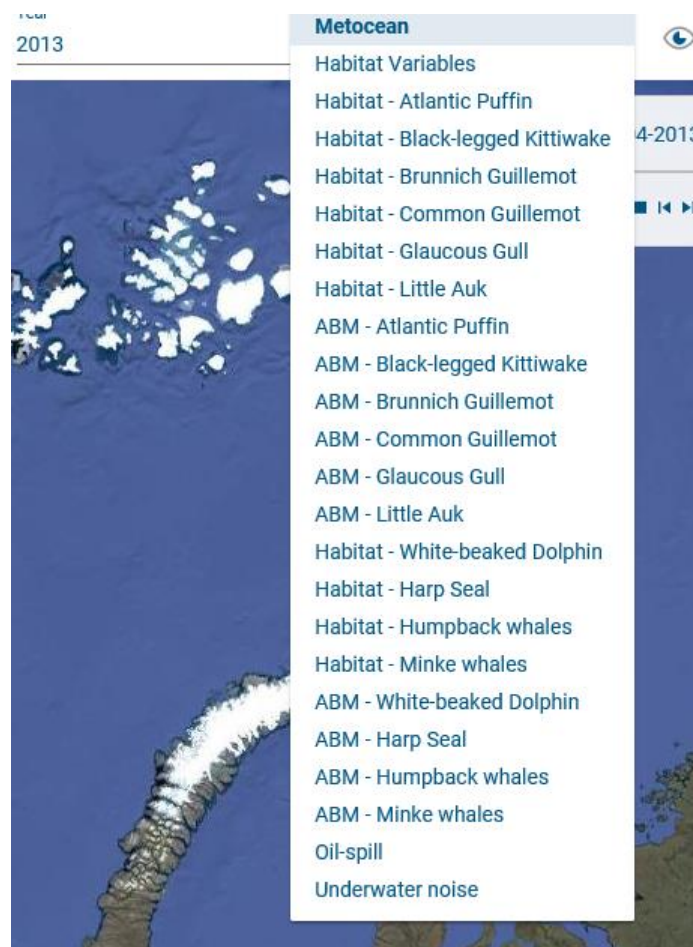 Year
2013
Metocean
Habitat Variables
Habitat - Atlantic Puffin
Habitat - Black-legged Kittiwake
Habitat - Brunnich Guillemot
Habitat - Common Guillemot
Habitat - Glaucous Gull
Habitat - Little Auk
ABM - Atlantic Puffin
ABM - Black-legged Kittiwake
ABM - Brunnich Guillemot
ABM - Common Guillemot
ABM - Glaucous Gull
ABM - Little Auk
Habitat - White-beaked Dolphin
Habitat - Harp Seal
Habitat - Humpback whales
Habitat - Minke whales
ABM - White-beaked Dolphin
ABM - Harp Seal
ABM - Humpback whales
ABM - Minke whales
Oil-spill
Underwater noise
4-2013